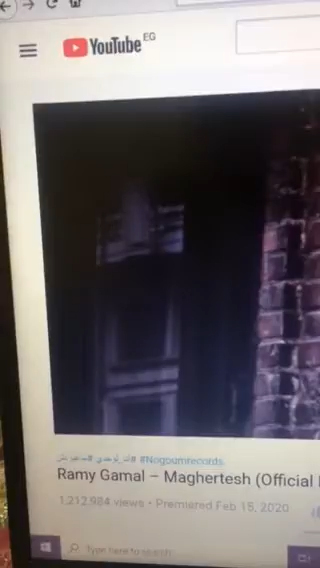 YouTube EG
#Nogoumrecords
Ramy Gamal – Maghertesh (Official
1,212,984 views • Premiered Feb 15, 2020
Type here to search